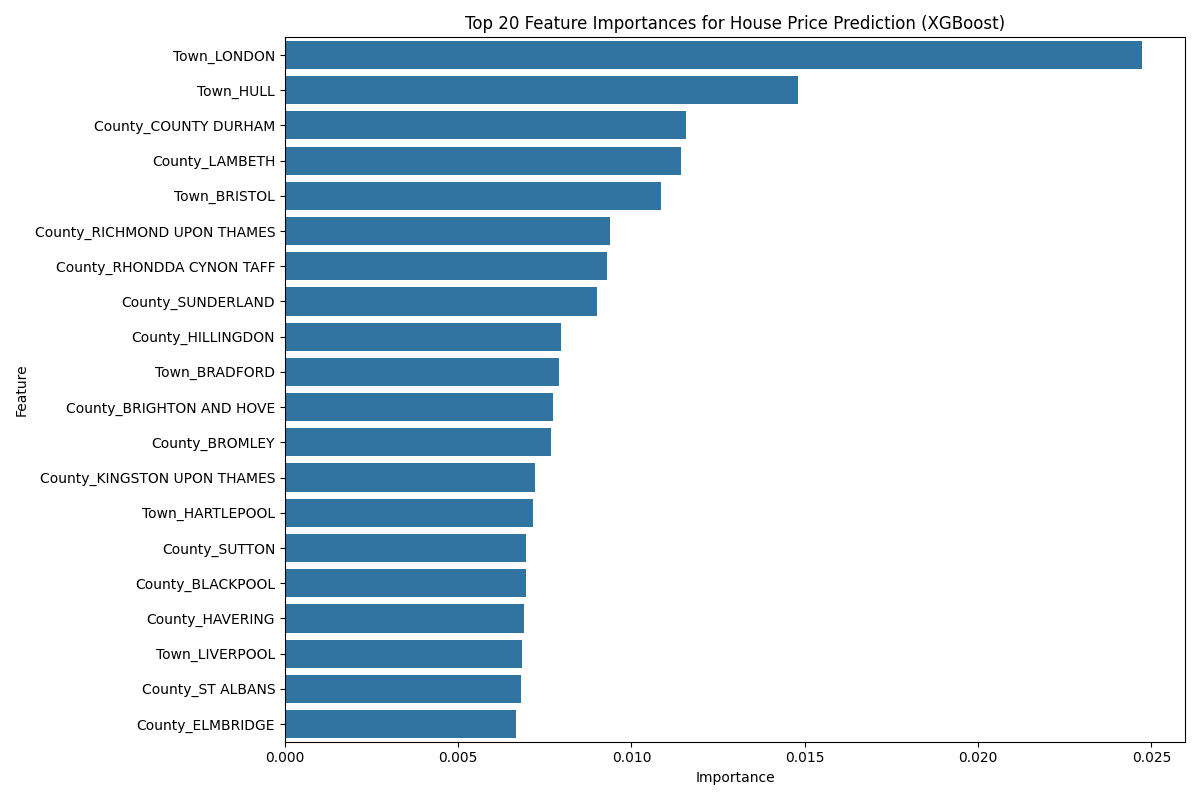 Top 20 Feature Importances for House Price Prediction (XGBoost)
Feature
Town_LONDON
Town_HULL
County_COUNTY DURHAM
County_LAMBETH
Town_BRISTOL
County_RICHMOND UPON THAMES
County_RHONDDA CYNON TAFF
County_SUNDERLAND
County_HILLINGDON
Town_BRADFORD
County_BRIGHTON AND HOVE
County_BROMLEY
County_KINGSTON UPON THAMES
Town_HARTLEPOOL
County_SUTTON
County_BLACKPOOL
County_HAVERING
Town_LIVERPOOL
County_ST ALBANS
County_ELMBRIDGE
0.000 0.005 0.010 0.015 0.020 0.025
Importance